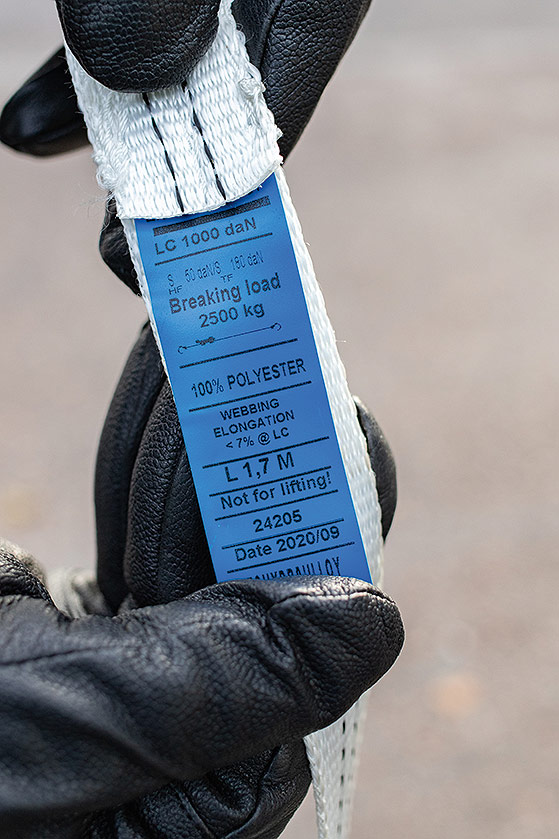 LC 1000 daN
S 50 daN/S 180 daN
HF TF
Breaking load
2500 kg
100% POLYESTER
WEBBING
ELONGATION
< 7% @ LC
L 1,7 M
Not for lifting!
24205
Date 2020/09